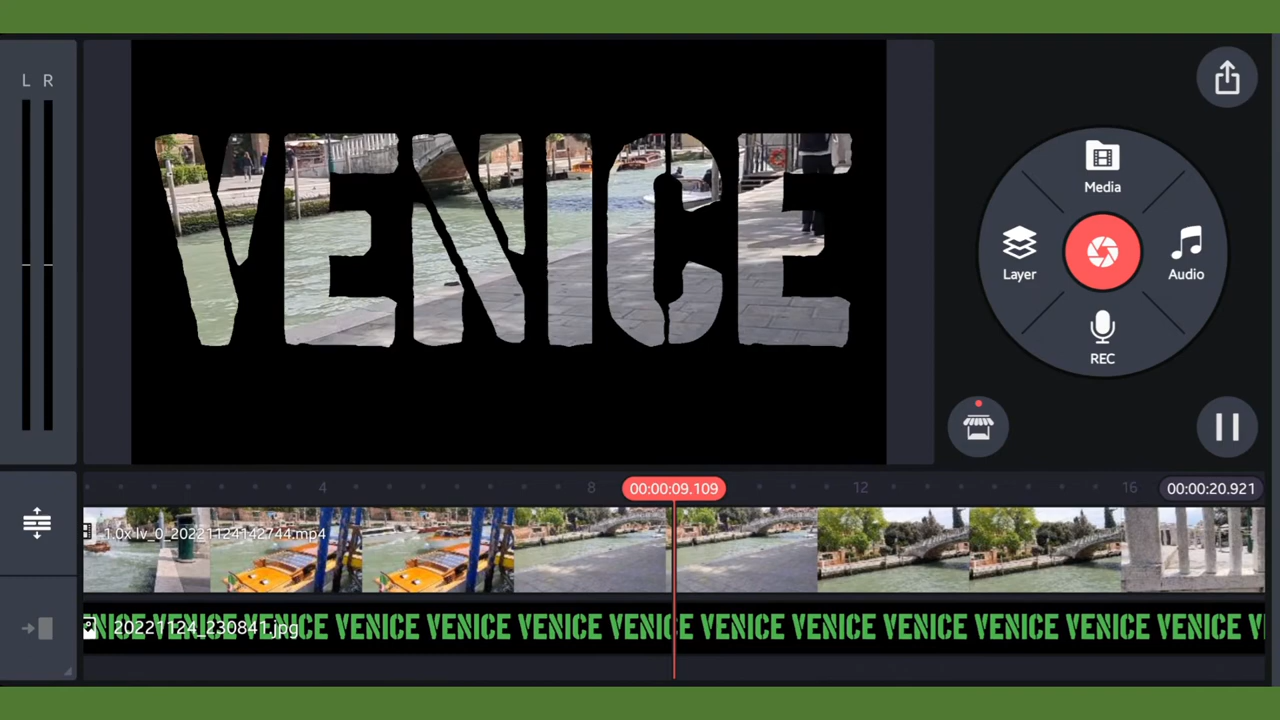 L R
VENICE
Media
Layer
Audio
REC
4 8 00:00:09.109 12 16 00:00:20.921
1.0x lv_0_20221124142744.mp4
20221124_230841.jpg
NICE VENICE VENICE VENICE VENICE VENICE VENICE VENICE VENICE VENICE VENICE VENICE V